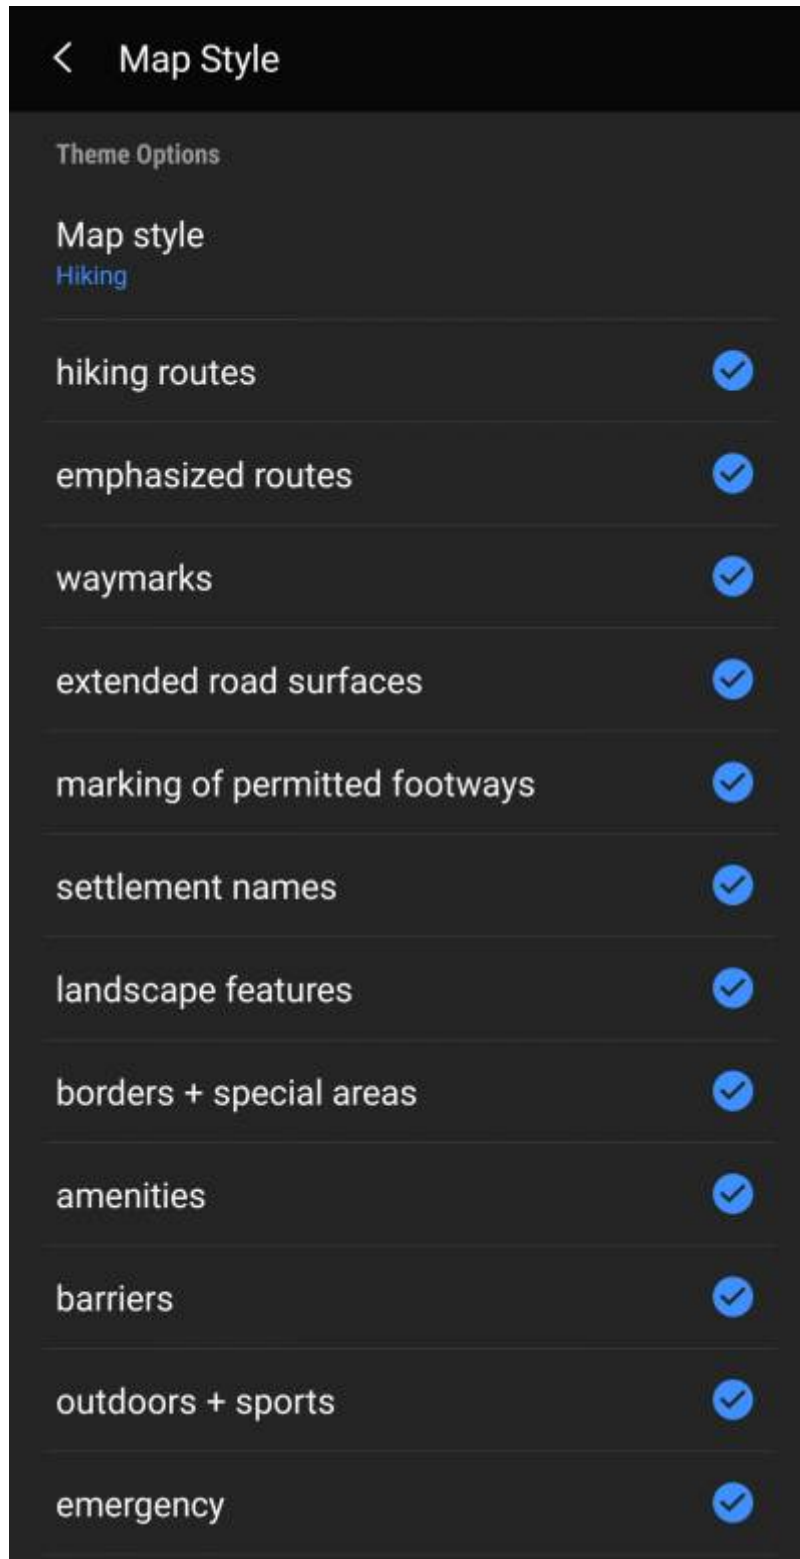 Map Style
Theme Options
Map style
Hiking
hiking routes
emphasized routes
waymarks
extended road surfaces
marking of permitted footways
settlement names
landscape features
borders + special areas
amenities
barriers
outdoors + sports
emergency